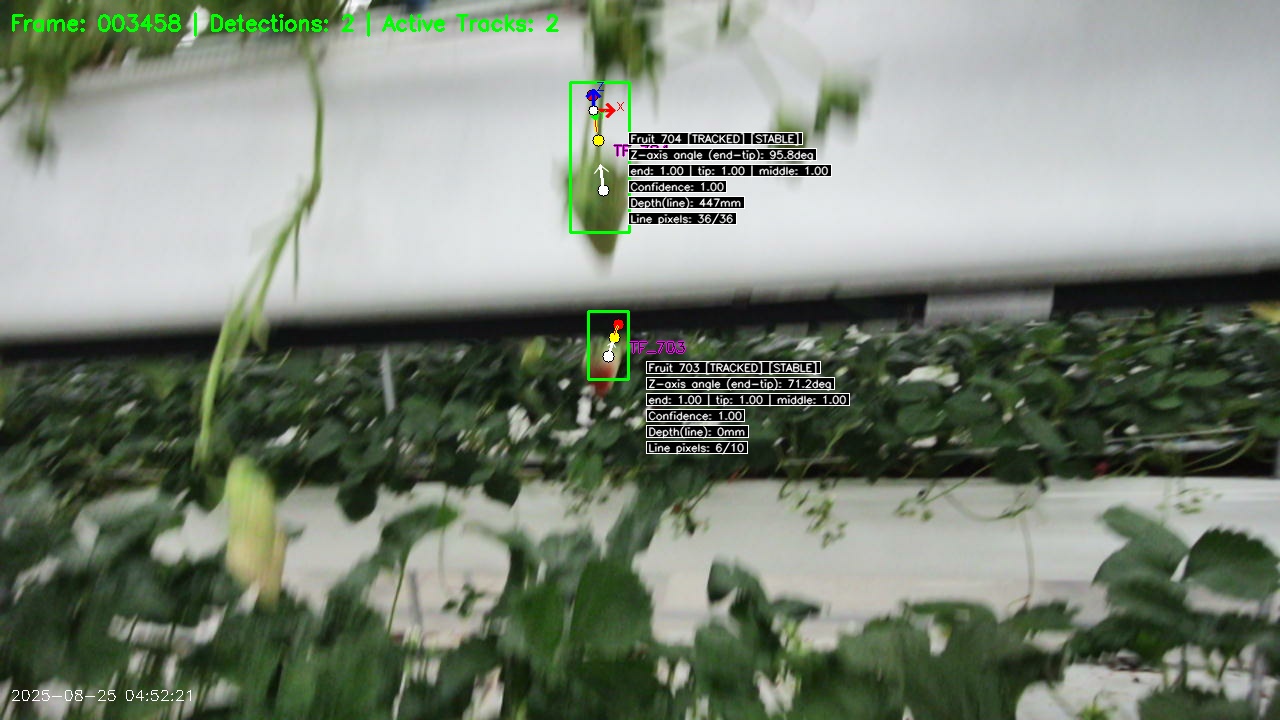 Frame: 003458 | Detections: 2 | Active Tracks: 2
Z
X
Fruit 704 [TRACKED] [STABLE]
Z-axis angle (end-tip): 95.8deg
end: 1.00 | tip: 1.00 | middle: 1.00
Confidence: 1.00
Depth(line): 447mm
Line pixels: 36/36
TF_703
Fruit 703 [TRACKED] [STABLE]
Z-axis angle (end-tip): 71.2deg
end: 1.00 | tip: 1.00 | middle: 1.00
Confidence: 1.00
Depth(line): 0mm
Line pixels: 6/10
2025-08-25 04:52:21